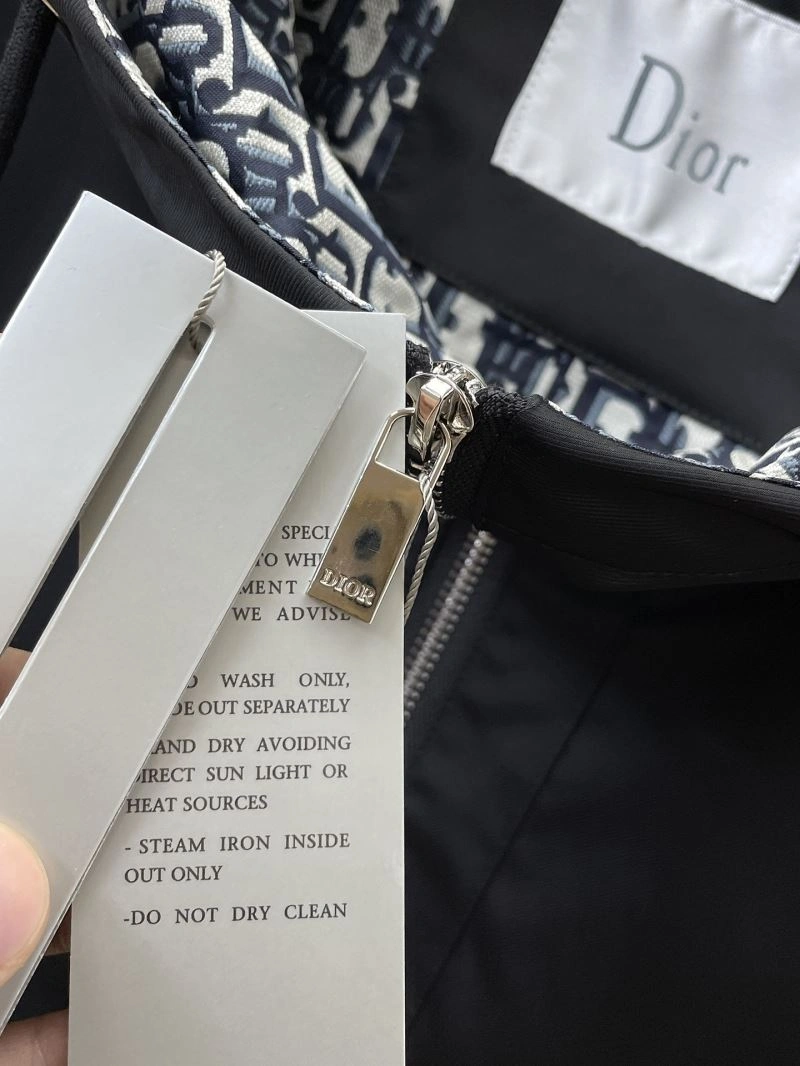 Dior
SPECI
TO WH
MENT
WE ADVISE
DIOR
WASH ONLY,
DE OUT SEPARATELY
AND DRY AVOIDING
DIRECT SUN LIGHT OR
HEAT SOURCES
- STEAM IRON INSIDE
OUT ONLY
-DO NOT DRY CLEAN